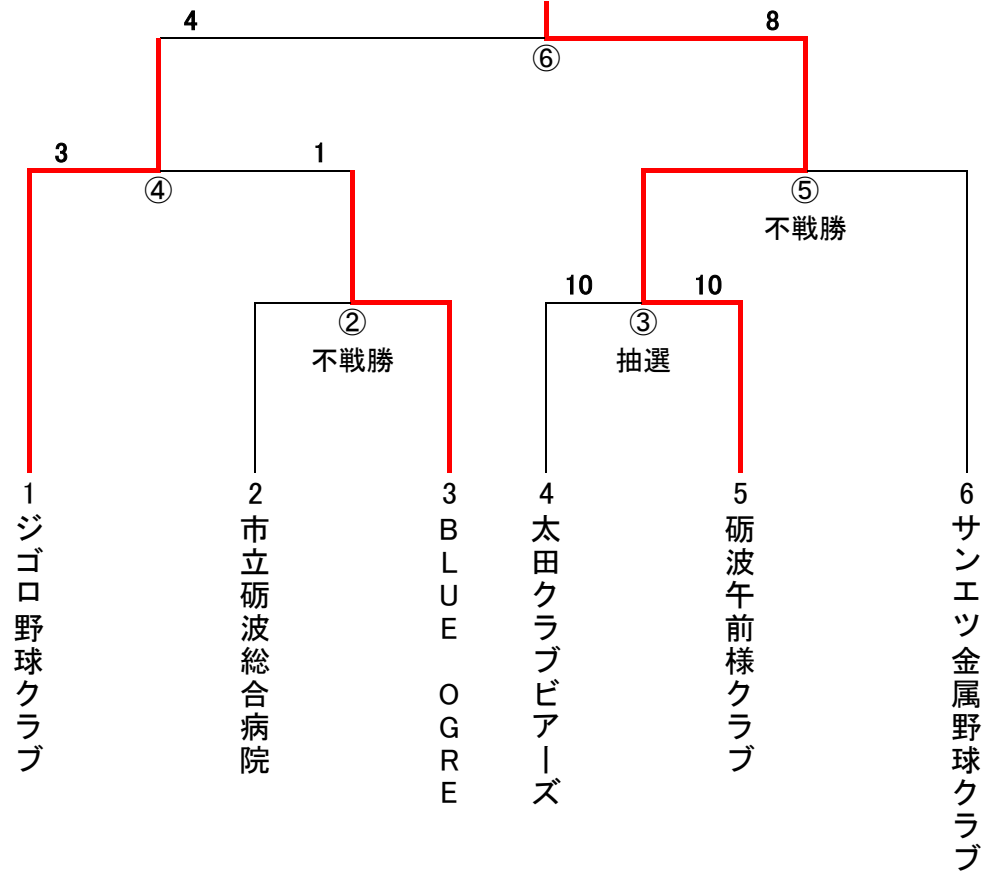 4
8
⑥
3
1
④
⑤
不戦勝
10
10
②
不戦勝
③
抽選
1
ジゴロ野球クラブ
2
市立砺波総合病院
3
BLUE OGRE
4
太田クラブビアーズ
5
砺波午前様クラブ
6
サンエツ金属野球クラブ